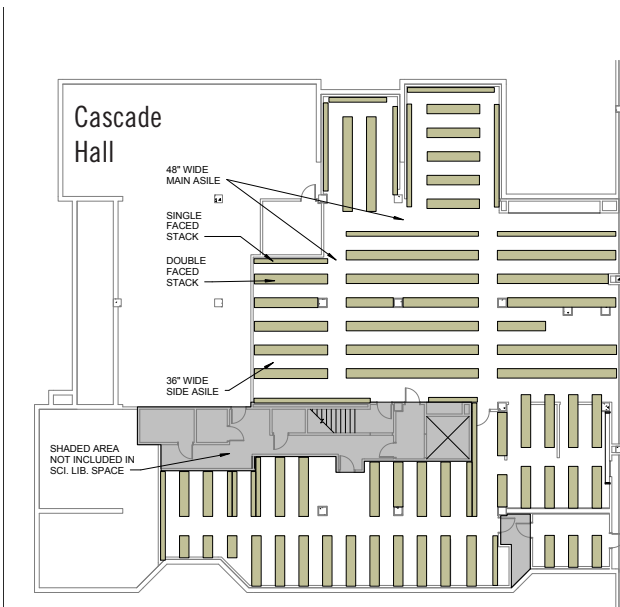 Cascade
Hall
48" WIDE
MAIN ASILE
SINGLE
FACED
STACK
DOUBLE
FACED
STACK
36" WIDE
SIDE ASILE
SHADED AREA
NOT INCLUDED IN
SCI. LIB. SPACE